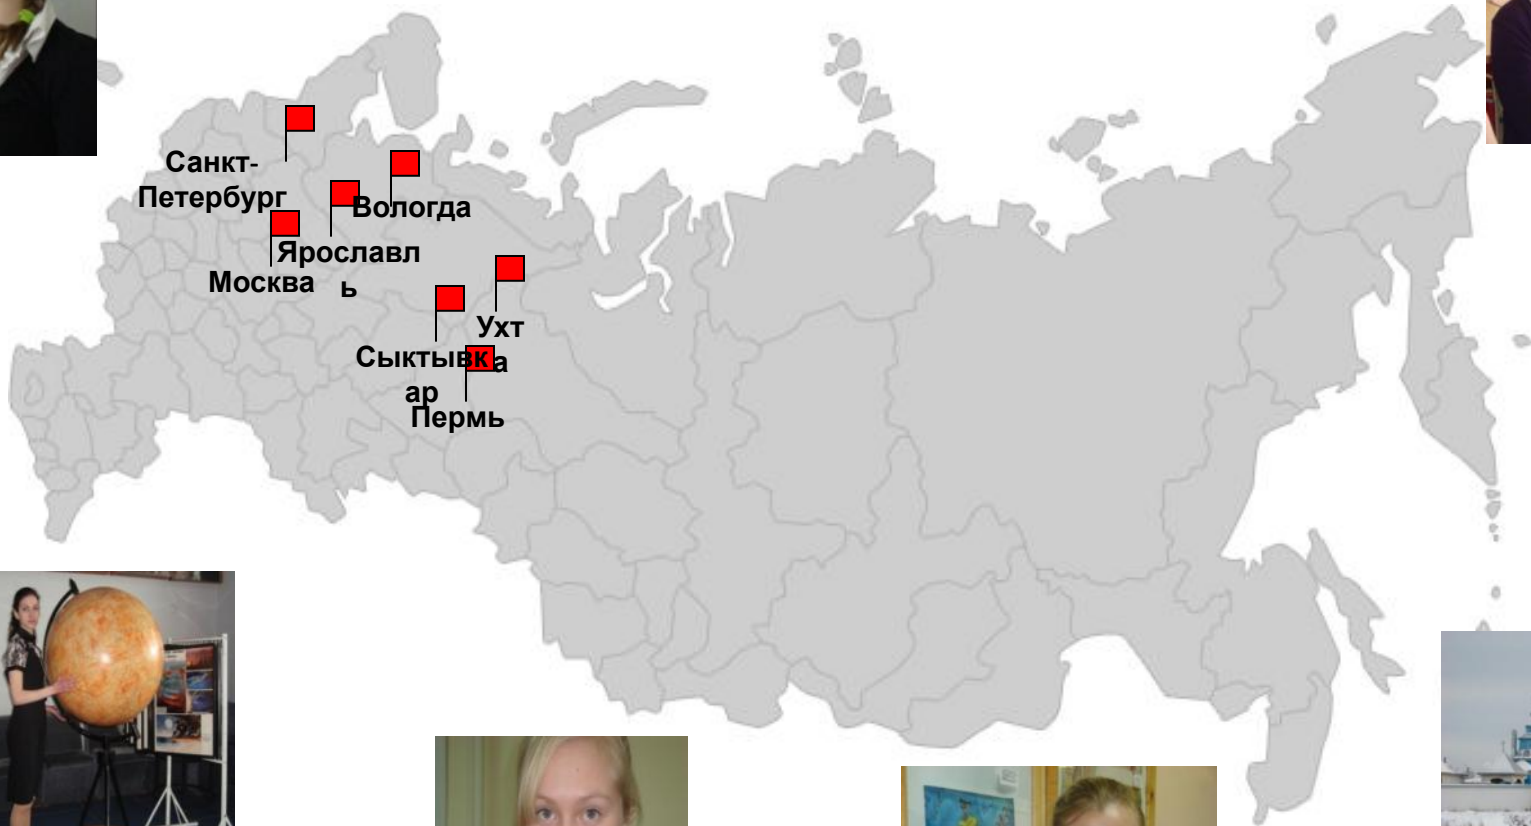 Санкт-
Петербург
Вологда
Ярославл
ь
Москва
Ухт
а
Сыктывк
ар
Пермь